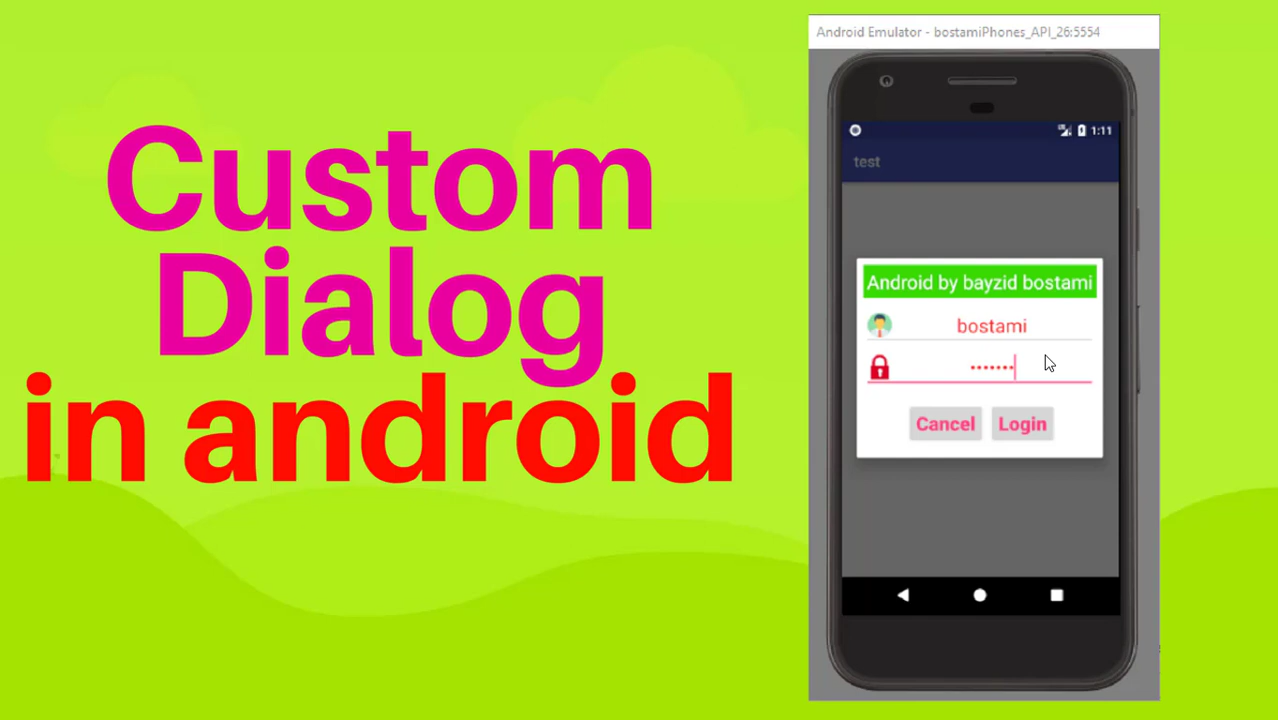 Custom
Dialog
in android
Android Emulator - bostamiPhones_API_26:5554
1:11
test
Android by bayzid bostami
bostami
•••••••
Cancel
Login